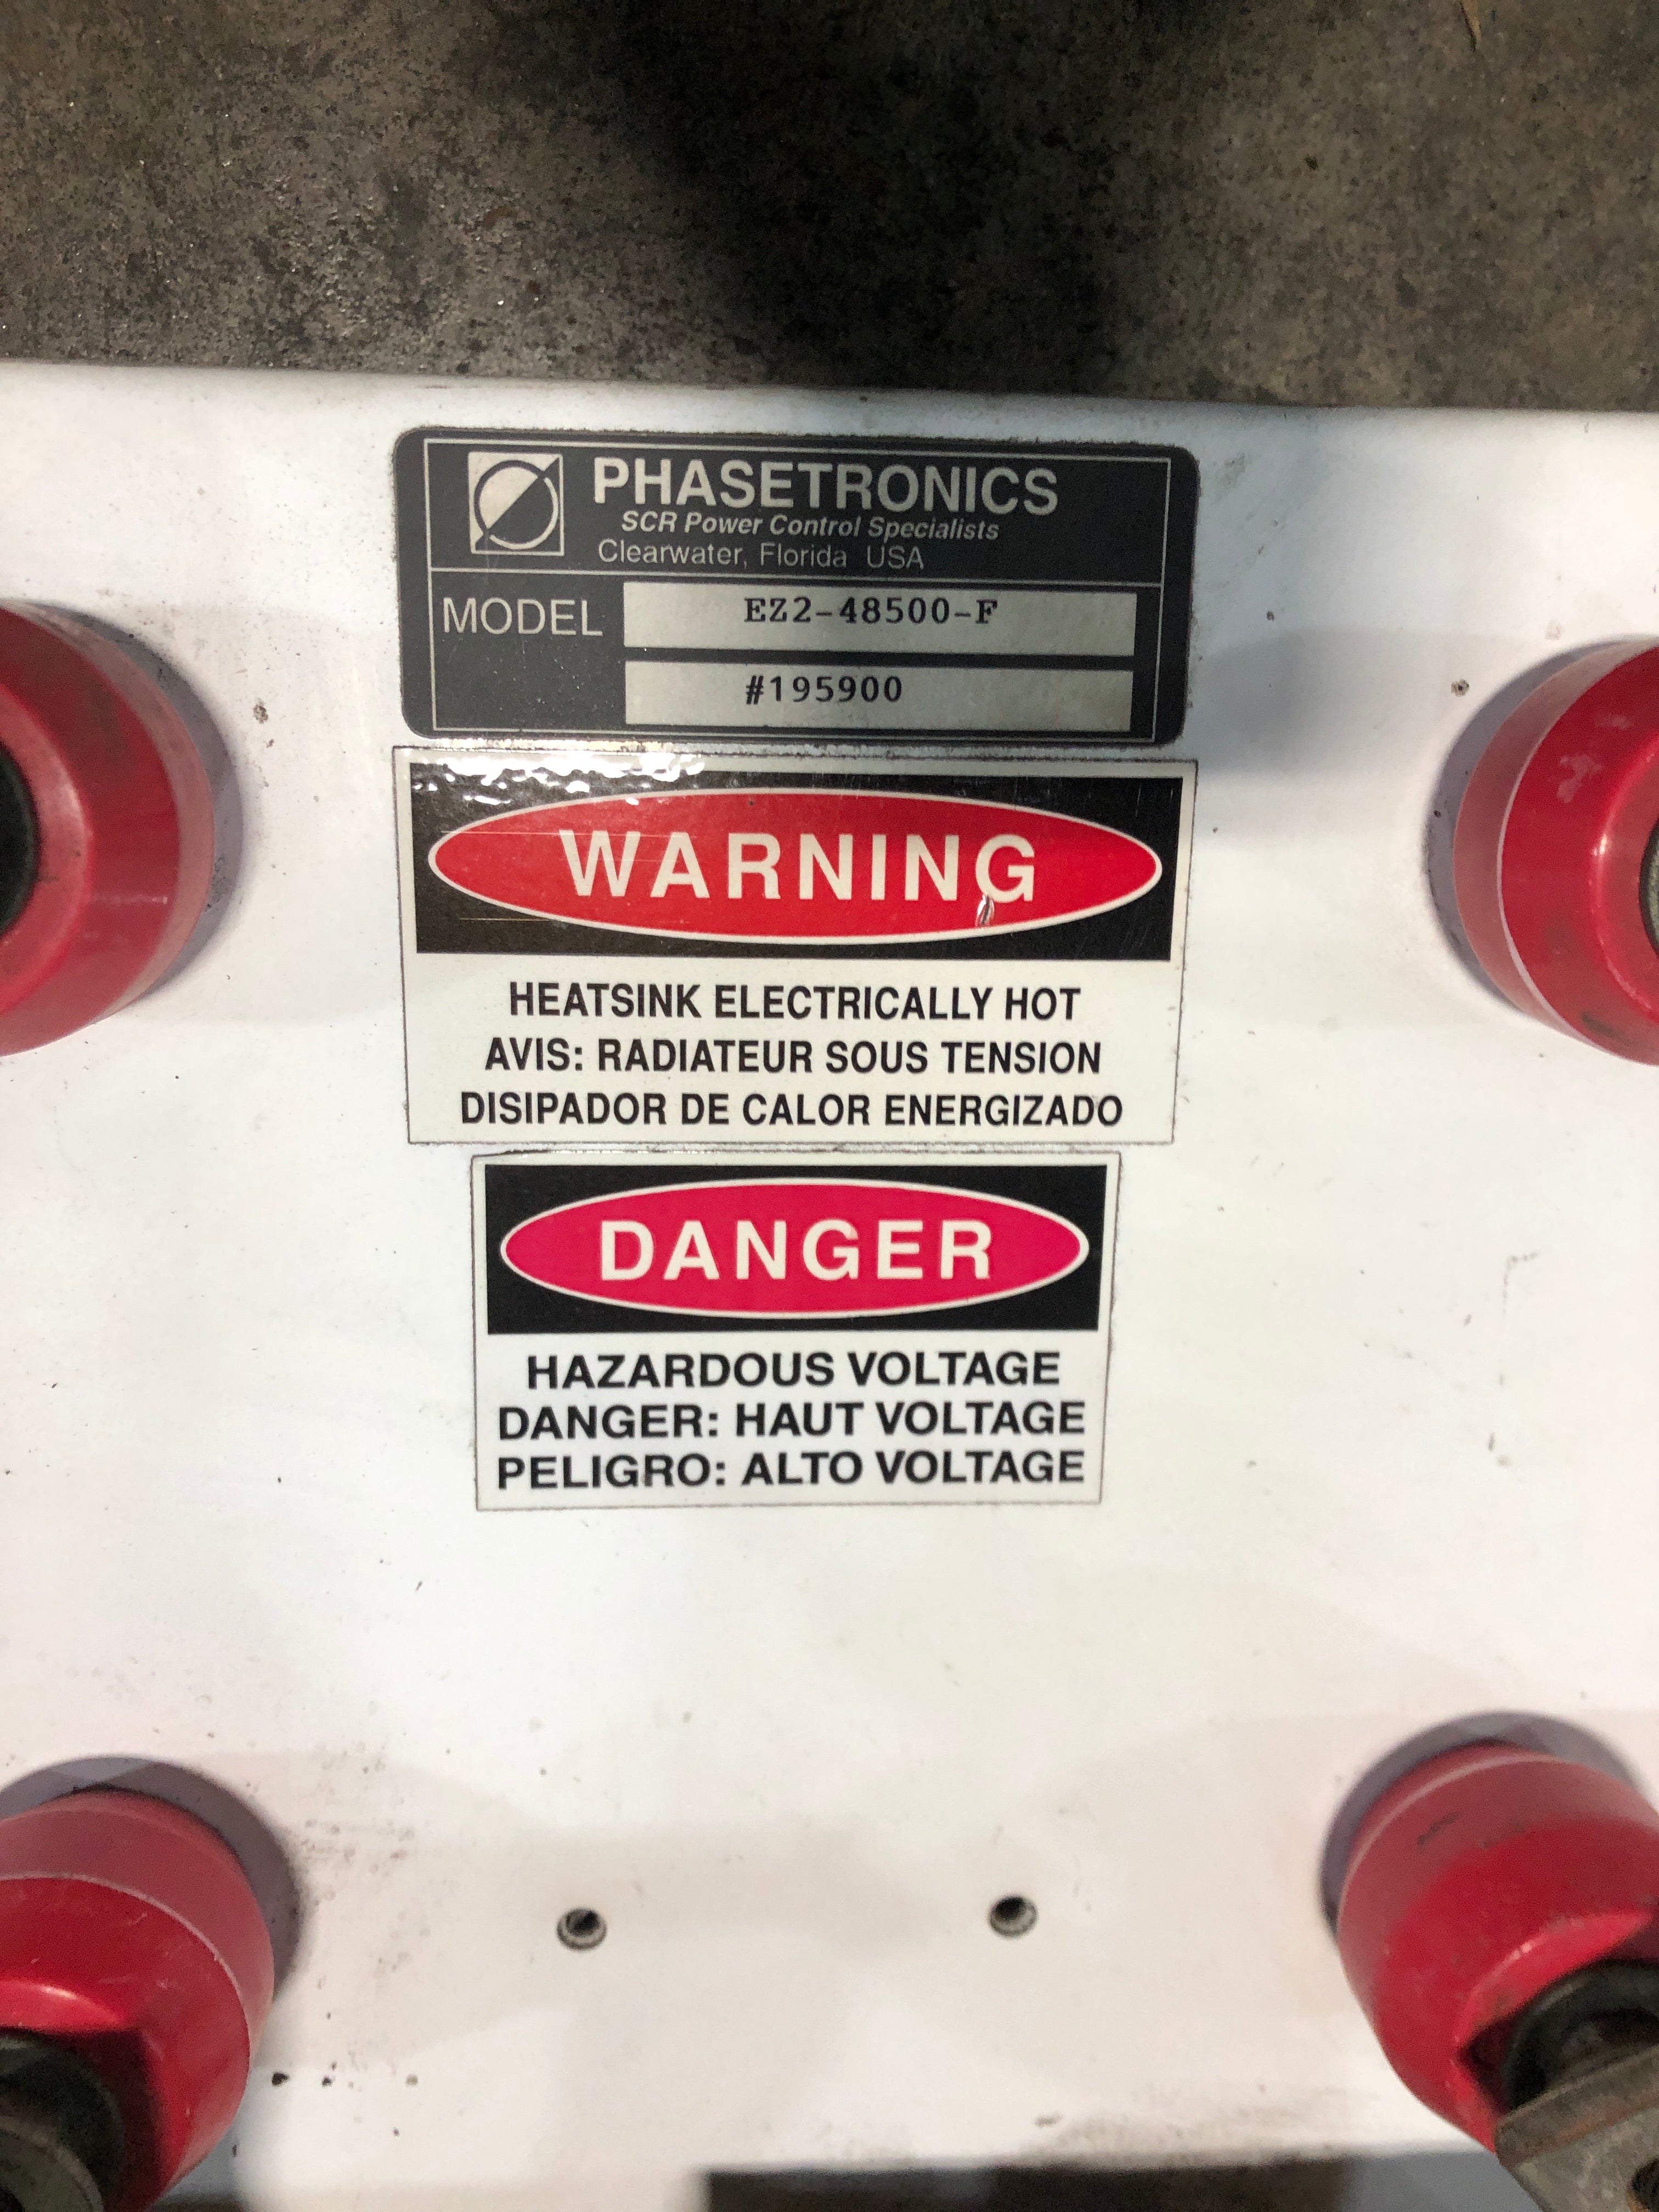 PHASETRONICS
SCR Power Control Specialists
Clearwater, Florida USA
MODEL EZ2-48500-F
#195900
WARNING
HEATSINK ELECTRICALLY HOT
AVIS: RADIATEUR SOUS TENSION
DISIPADOR DE CALOR ENERGIZADO
DANGER
HAZARDOUS VOLTAGE
DANGER: HAUT VOLTAGE
PELIGRO: ALTO VOLTAGE